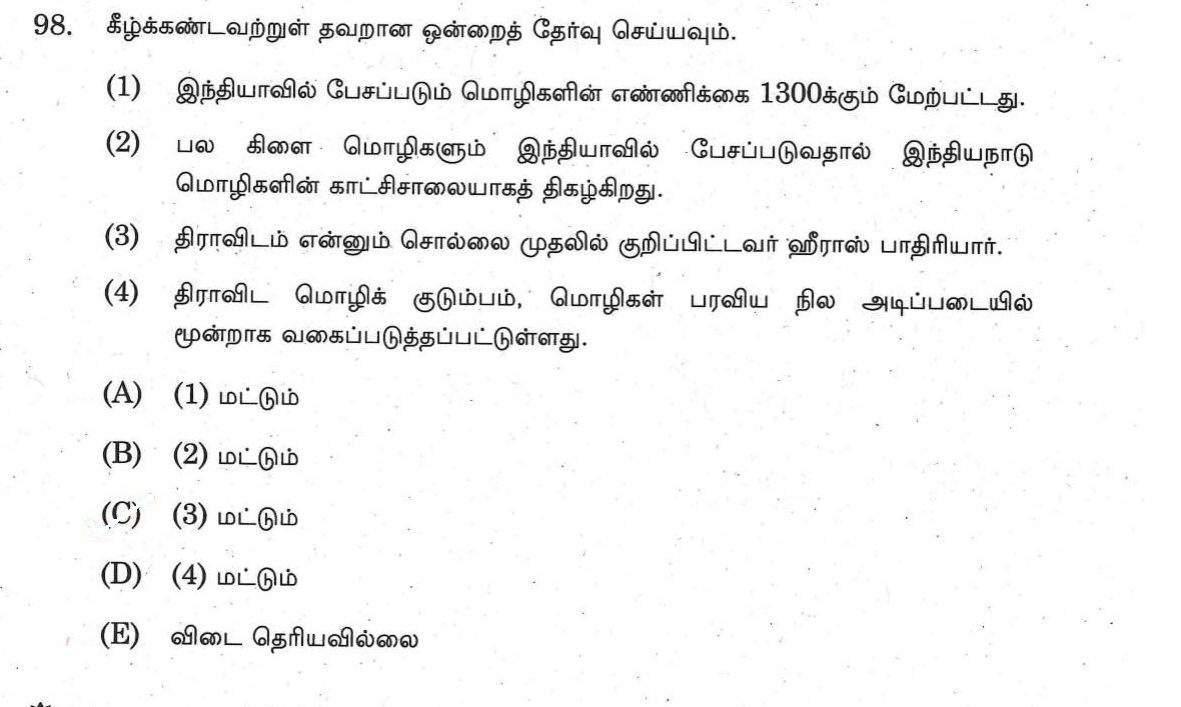 98. கீழ்க்கண்டவற்றுள் தவறான ஒன்றைத் தேர்வு செய்யவும்.
(1) இந்தியாவில் பேசப்படும் மொழிகளின் எண்ணிக்கை 1300க்கும் மேற்பட்டது.
(2) பல கிளை மொழிகளும் இந்தியாவில் பேசப்படுவதால் இந்தியநாடு
மொழிகளின் காட்சிசாலையாகத் திகழ்கிறது.
(3) திராவிடம் என்னும் சொல்லை முதலில் குறிப்பிட்டவர் ஹீராஸ் பாதிரியார்.
(4) திராவிட மொழிக் குடும்பம், மொழிகள் பரவிய நில அடிப்படையில்
மூன்றாக வகைப்படுத்தப்பட்டுள்ளது.
(A) (1) மட்டும்
(B) (2) மட்டும்
(C) (3) மட்டும்
(D) (4) மட்டும்
(E) விடை தெரியவில்லை